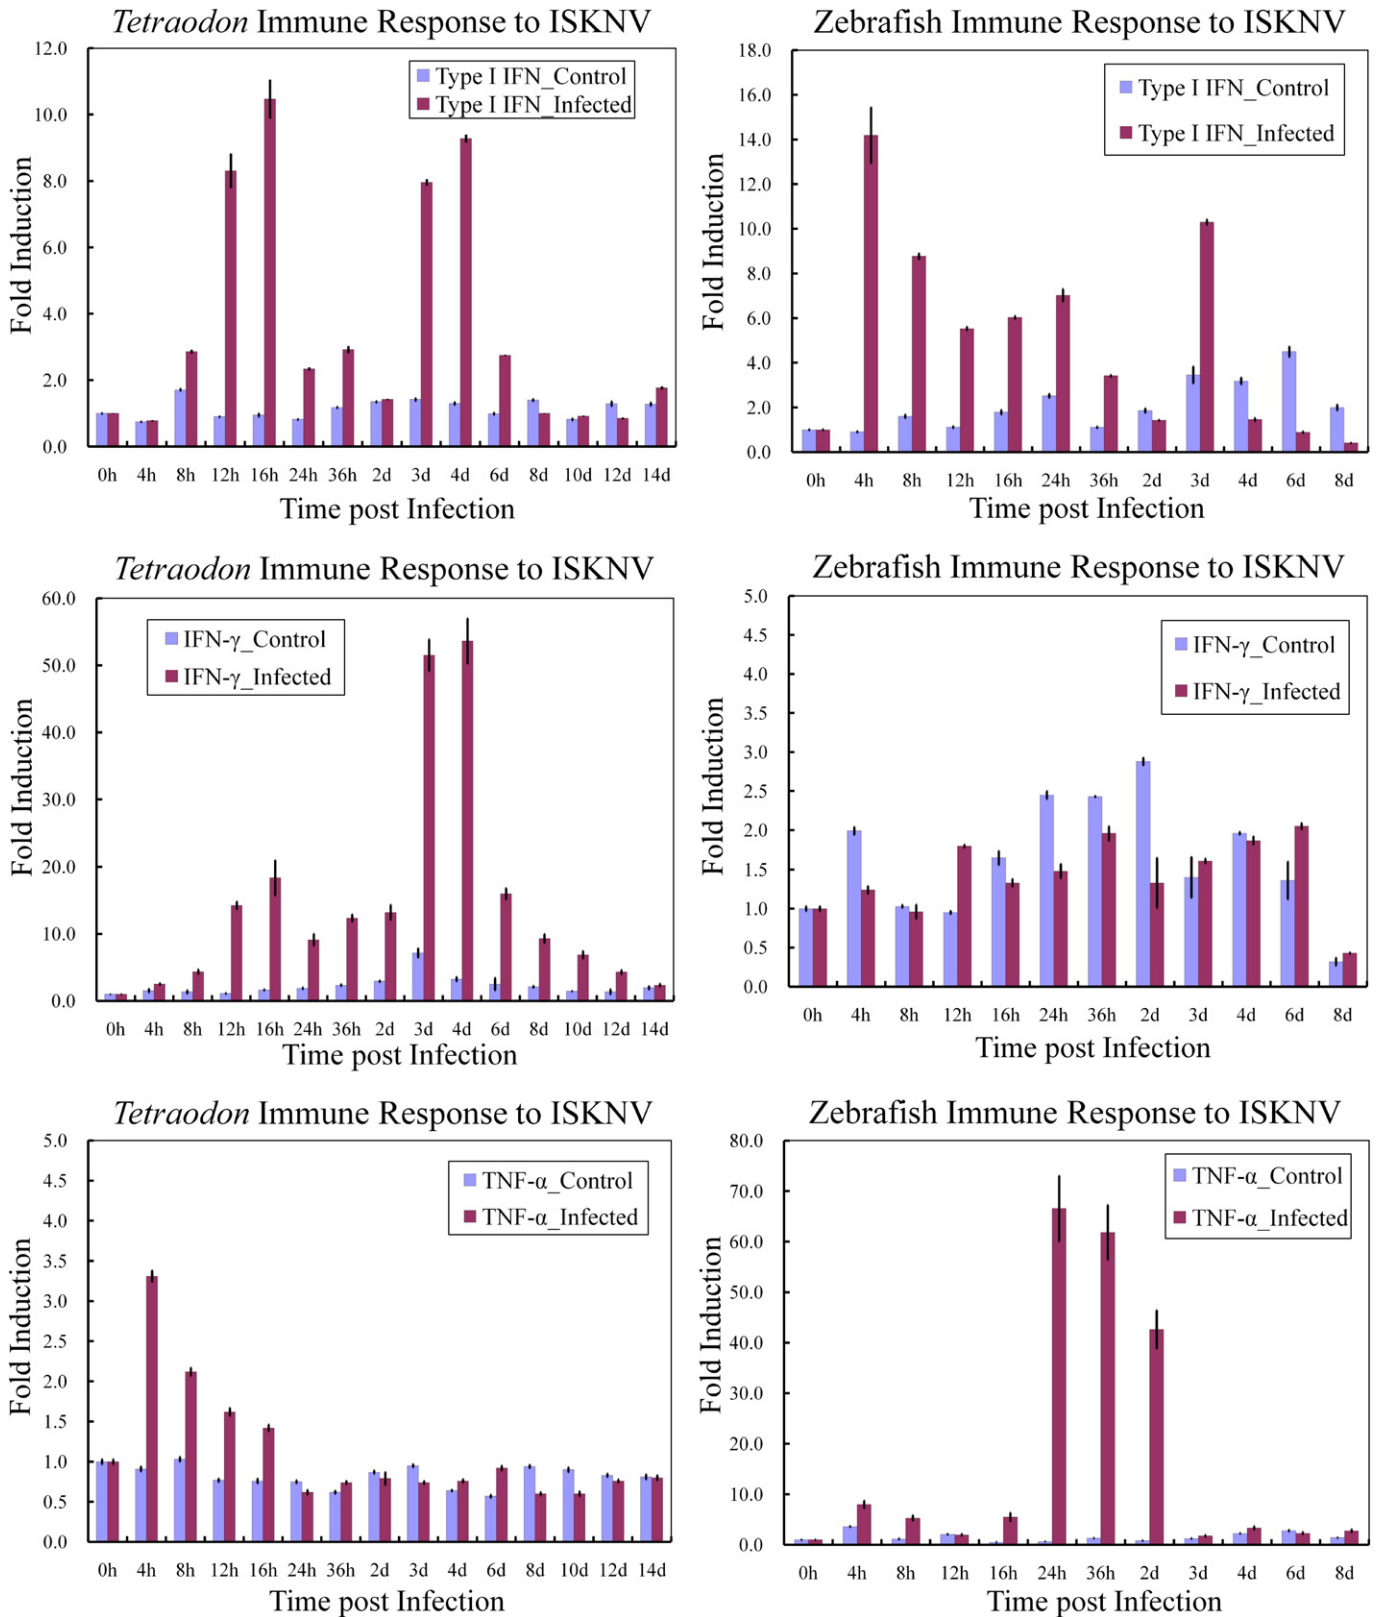 Tetraodon Immune Response to ISKNV
12.0
10.0
8.0
6.0
4.0
2.0
0.0
Fold Induction
Type I IFN_Control
Type I IFN_Infected
0h 4h 8h 12h 16h 24h 36h 2d 3d 4d 6d 8d 10d 12d 14d
Time post Infection
Zebrafish Immune Response to ISKNV
18.0
16.0
14.0
12.0
10.0
8.0
6.0
4.0
2.0
0.0
Fold Induction
Type I IFN_Control
Type I IFN_Infected
0h 4h 8h 12h 16h 24h 36h 2d 3d 4d 6d 8d
Time post Infection
Tetraodon Immune Response to ISKNV
60.0
50.0
40.0
30.0
20.0
10.0
0.0
Fold Induction
IFN-γ_Control
IFN-γ_Infected
0h 4h 8h 12h 16h 24h 36h 2d 3d 4d 6d 8d 10d 12d 14d
Time post Infection
Zebrafish Immune Response to ISKNV
5.0
4.5
4.0
3.5
3.0
2.5
2.0
1.5
1.0
0.5
0.0
Fold Induction
IFN-γ_Control
IFN-γ_Infected
0h 4h 8h 12h 16h 24h 36h 2d 3d 4d 6d 8d
Time post Infection
Tetraodon Immune Response to ISKNV
5.0
4.5
4.0
3.5
3.0
2.5
2.0
1.5
1.0
0.5
0.0
Fold Induction
TNF-α_Control
TNF-α_Infected
0h 4h 8h 12h 16h 24h 36h 2d 3d 4d 6d 8d 10d 12d 14d
Time post Infection
Zebrafish Immune Response to ISKNV
80.0
70.0
60.0
50.0
40.0
30.0
20.0
10.0
0.0
Fold Induction
TNF-α_Control
TNF-α_Infected
0h 4h 8h 12h 16h 24h 36h 2d 3d 4d 6d 8d
Time post Infection